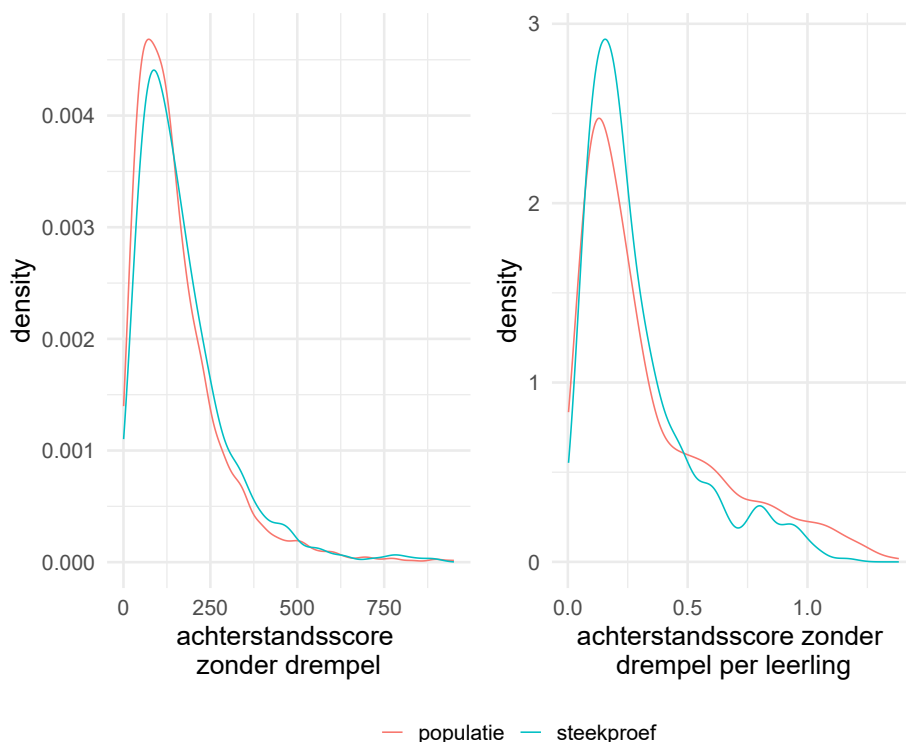 density
0.004
0.003
0.002
0.001
0.000
0
250
500
750
achterstandsscore
zonder drempel
density
3
2
1
0
0.0
0.5
1.0
achterstandsscore zonder
drempel per leerling
populatie
steekproef